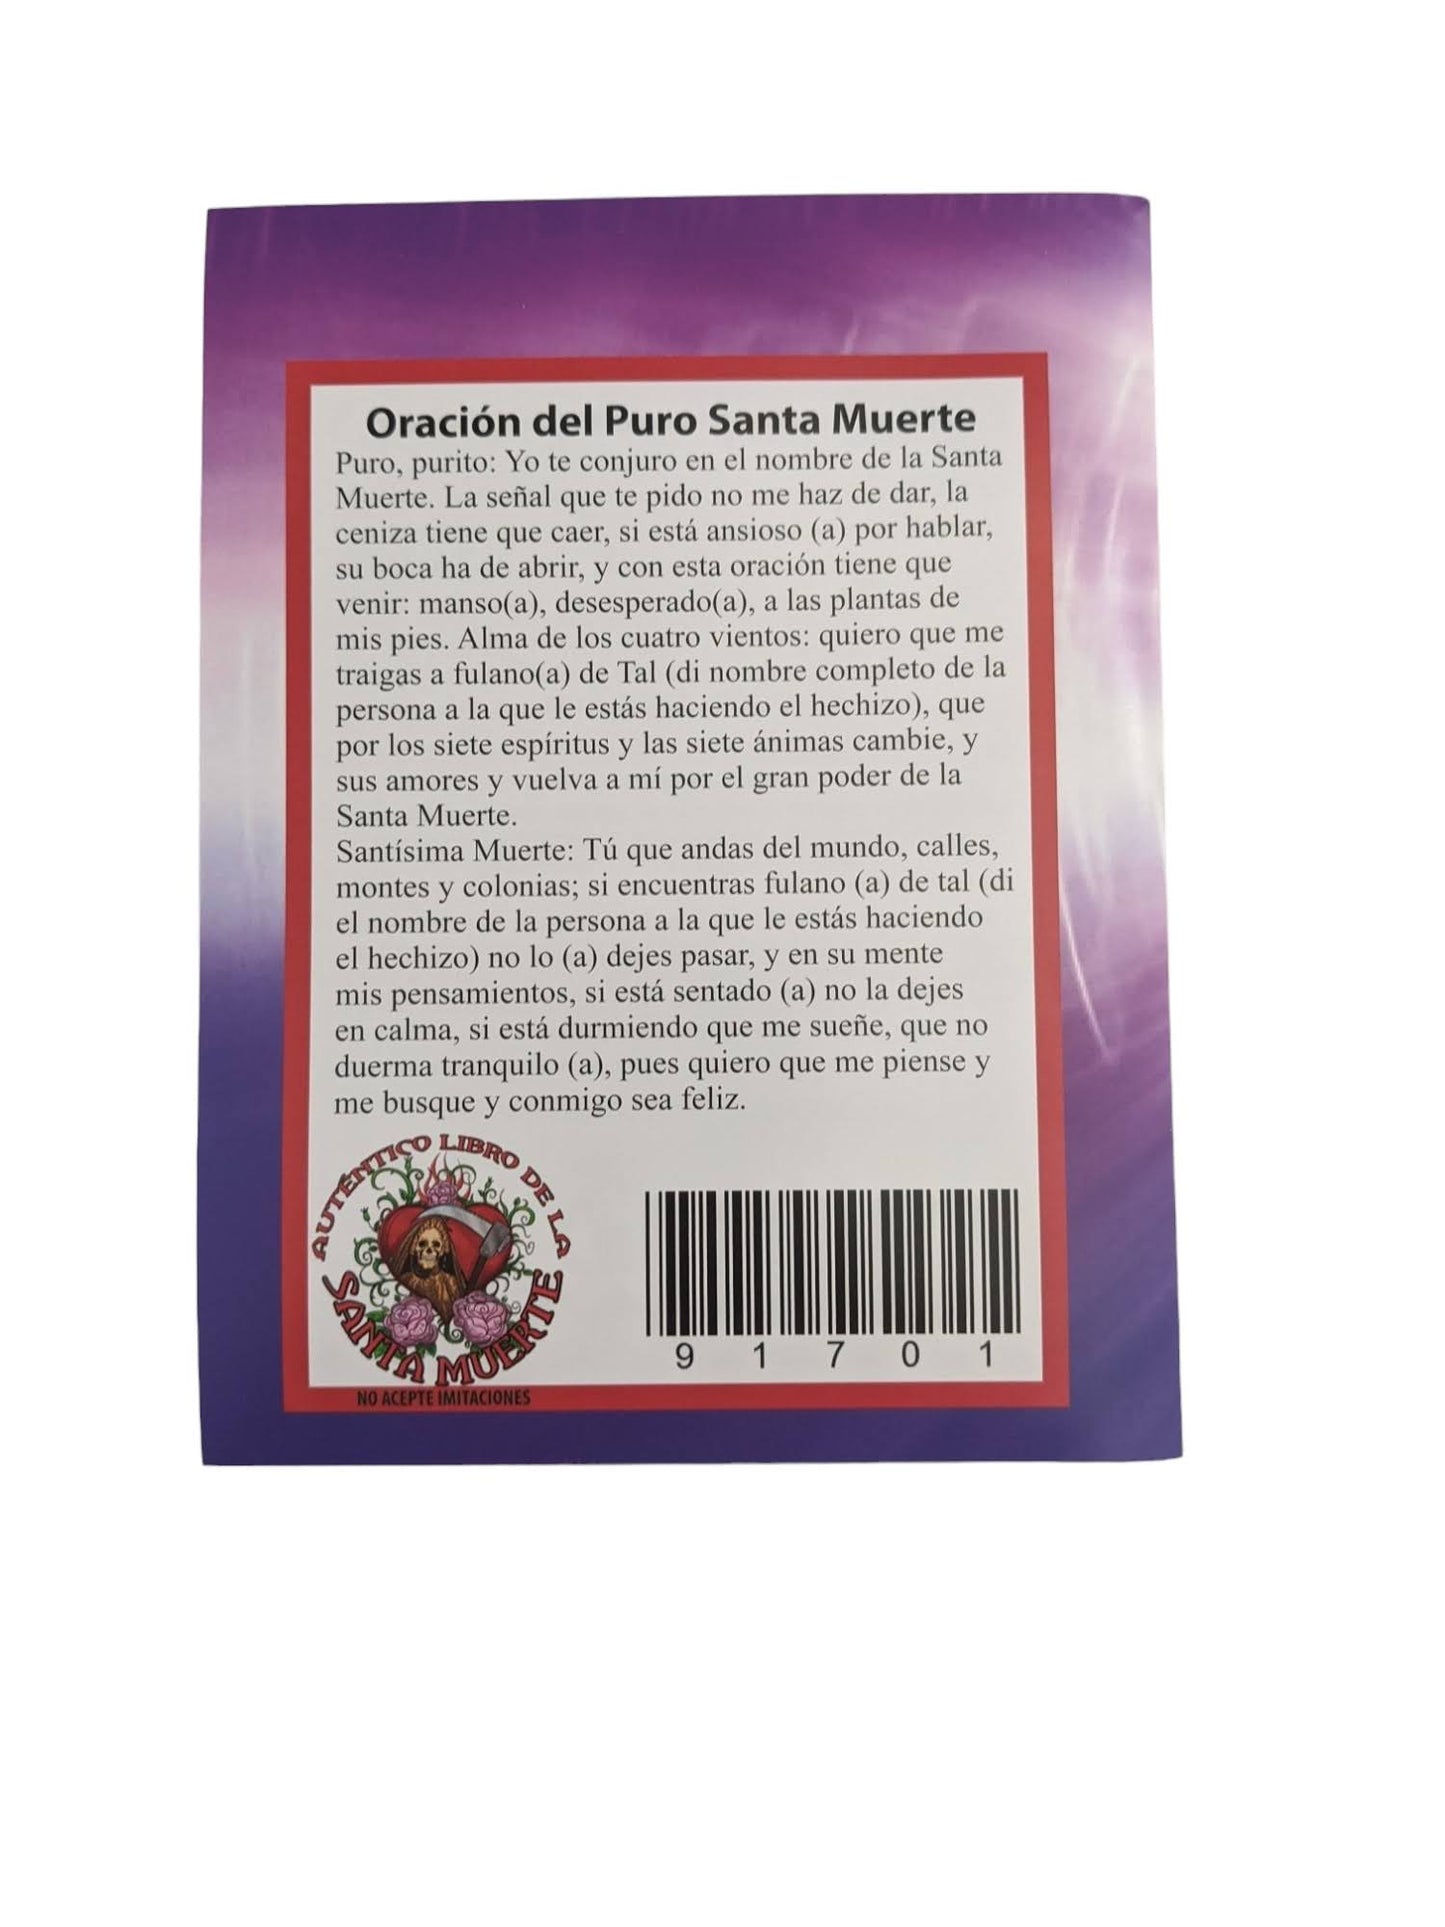 Oración del Puro Santa Muerte
Puro, purito: Yo te conjuro en el nombre de la Santa
Muerte. La señal que te pido no me haz de dar, la
ceniza tiene que caer, si está ansioso (a) por hablar,
su boca ha de abrir, y con esta oración tiene que
venir: manso(a), desesperado(a), a las plantas de
mis pies. Alma de los cuatro vientos: quiero que me
traigas a fulano(a) de Tal (di nombre completo de la
persona a la que le estás haciendo el hechizo), que
por los siete espíritus y las siete ánimas cambie, y
sus amores y vuelva a mí por el gran poder de la
Santa Muerte.
Santísima Muerte: Tú que andas del mundo, calles,
montes y colonias; si encuentras fulano (a) de tal (di
el nombre de la persona a la que le estás haciendo
el hechizo) no lo (a) dejes pasar, y en su mente
mis pensamientos, si está sentado (a) no la dejes
en calma, si está durmiendo que me sueñe, que no
duerma tranquilo (a), pues quiero que me piense y
me busque y conmigo sea feliz.
AUTÉNTICO LIBRO DE LA
SANTA MUERTE
NO ACEPTE IMITACIONES
9 1 7 0 1